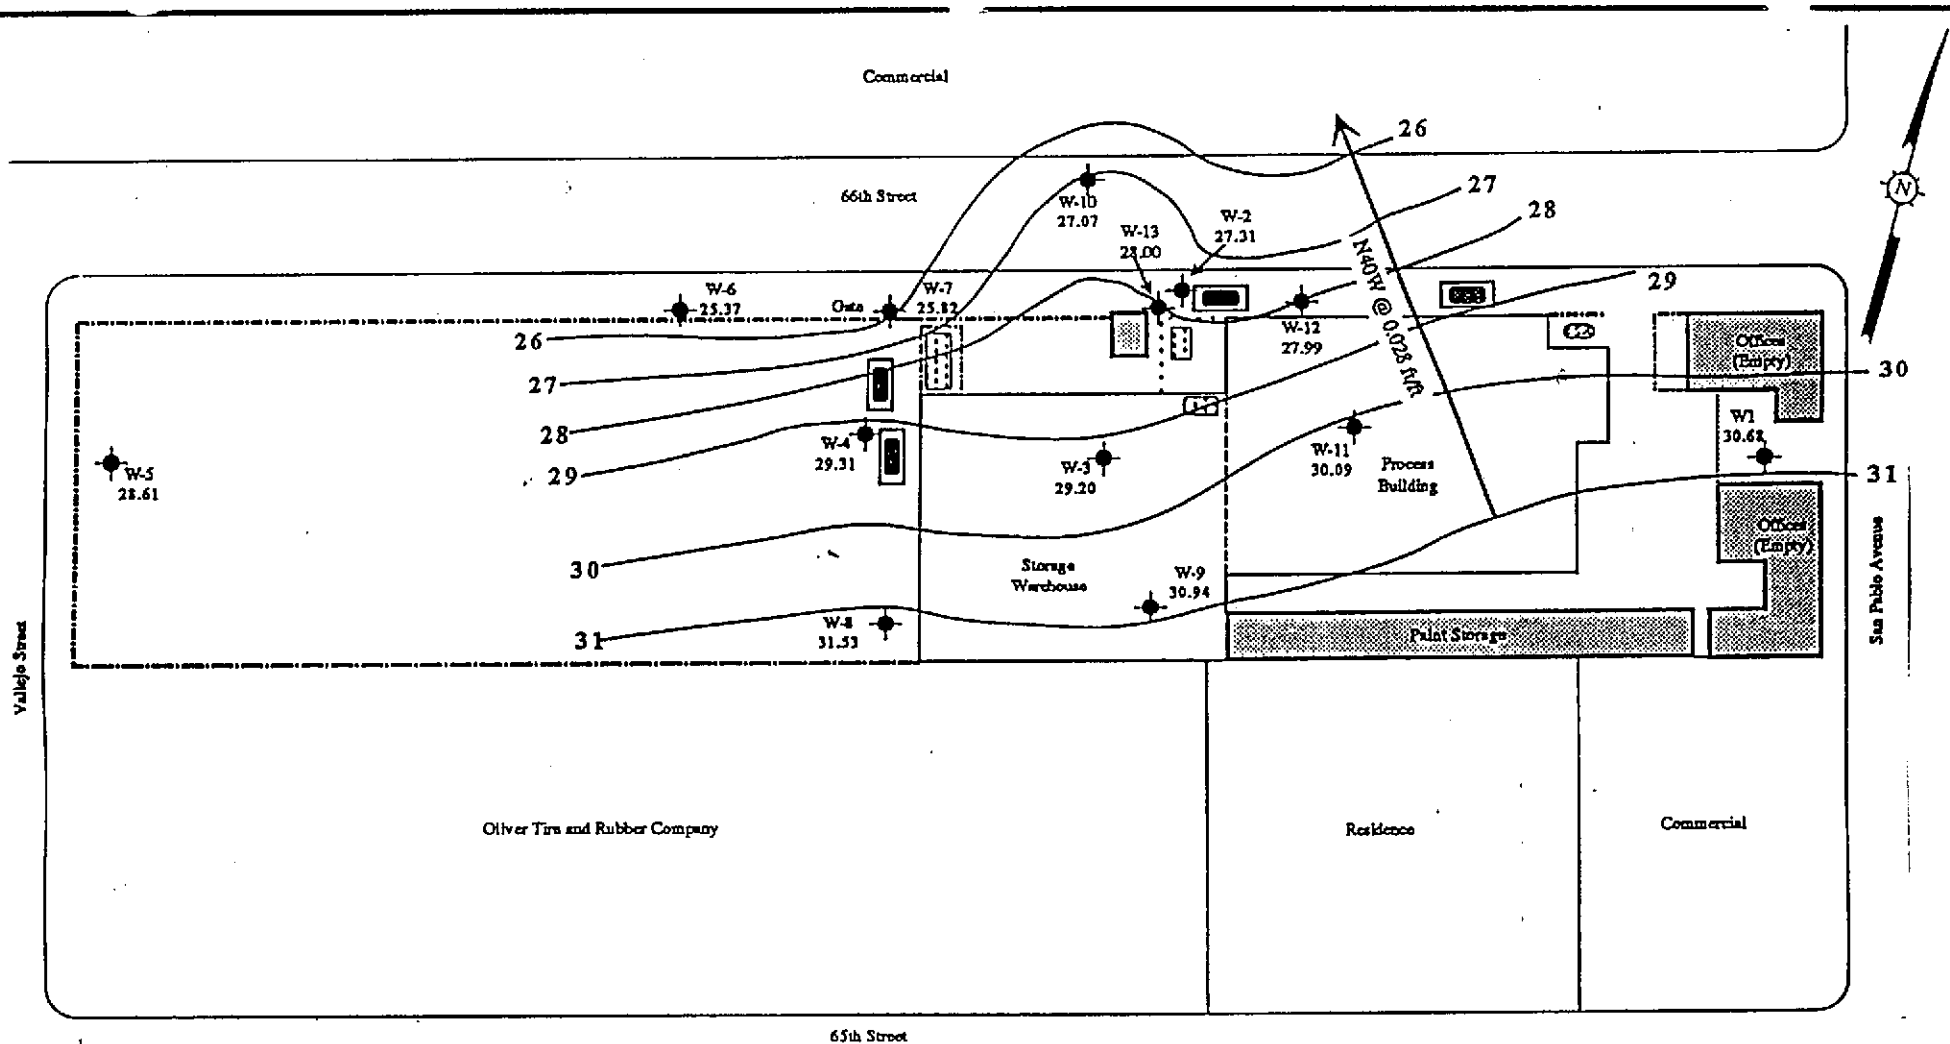 Commercial
26
N
66th Street
27
W-10
27.07
W-2
27.31
28
W-13
28.00
W-6
25.37
Gate
W-7
25.82
29
N40W @ 0.028 ft/ft
W-12
27.99
26
Offices
(Empty)
30
27
28
W-4
29.31
W1
30.68
W-5
28.61
29
W-3
29.20
W-11
30.09
Process
Building
31
Offices
(Empty)
30
Storage
Warehouse
W-9
30.94
W-8
31.53
31
Paint Storage
San Pablo Avenue
Vallejo Street
Oliver Tire and Rubber Company
Residence
Commercial
65th Street